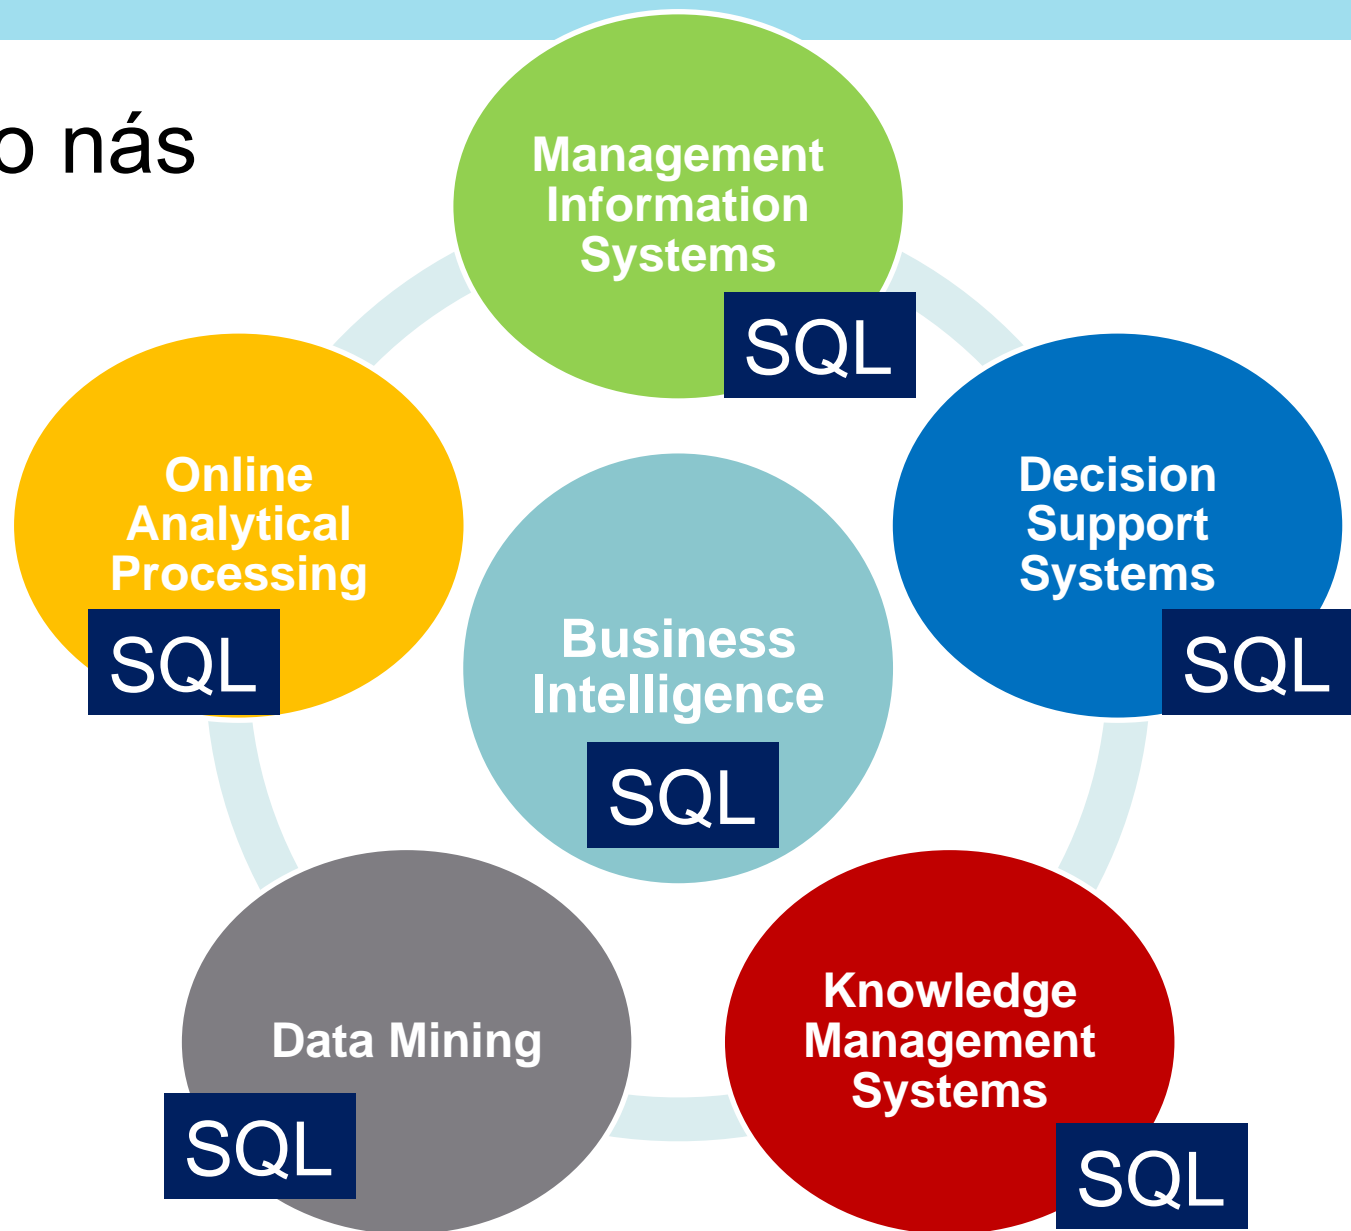 o nás
Management
Information
Systems
SQL
Online
Analytical
Processing
SQL
Decision
Support
Systems
SQL
Business
Intelligence
SQL
Data Mining
SQL
Knowledge
Management
Systems
SQL